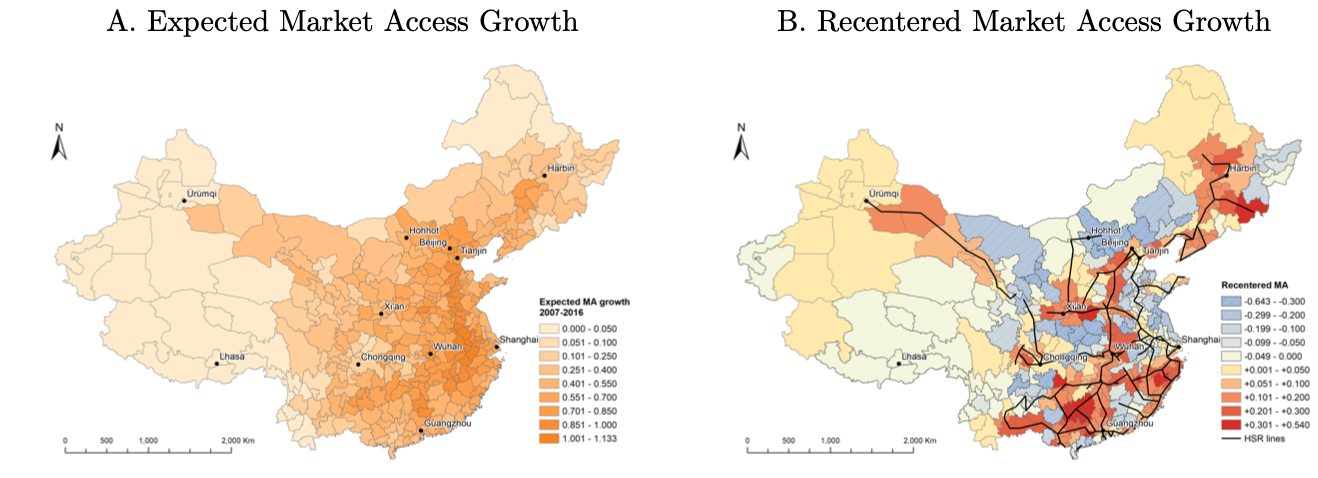 A. Expected Market Access Growth
N
Ürümqi
Harbin
Hohhot
Beijing
Tianjin
Xi'an
Shanghai
Wuhan
Chongqing
Lhasa
Guangzhou
Expected MA growth
2007-2016
0.000 - 0.050
0.051 - 0.100
0.101 - 0.250
0.251 - 0.400
0.401 - 0.550
0.551 - 0.700
0.701 - 0.850
0.851 - 1.000
1.001 - 1.133
0 500 1,000 2,000 Km
B. Recentered Market Access Growth
N
Ürümqi
Harbin
Hohhot
Beijing
Tianjin
Xi'an
Shanghai
Wuhan
Chongqing
Lhasa
Guangzhou
Recentered MA
-0.643 - -0.300
-0.299 - -0.200
-0.199 - -0.100
-0.099 - -0.050
-0.049 - 0.000
+0.001 - +0.050
+0.051 - +0.100
+0.101 - +0.200
+0.201 - +0.300
+0.301 - +0.540
HSR lines
0 500 1,000 2,000 Km